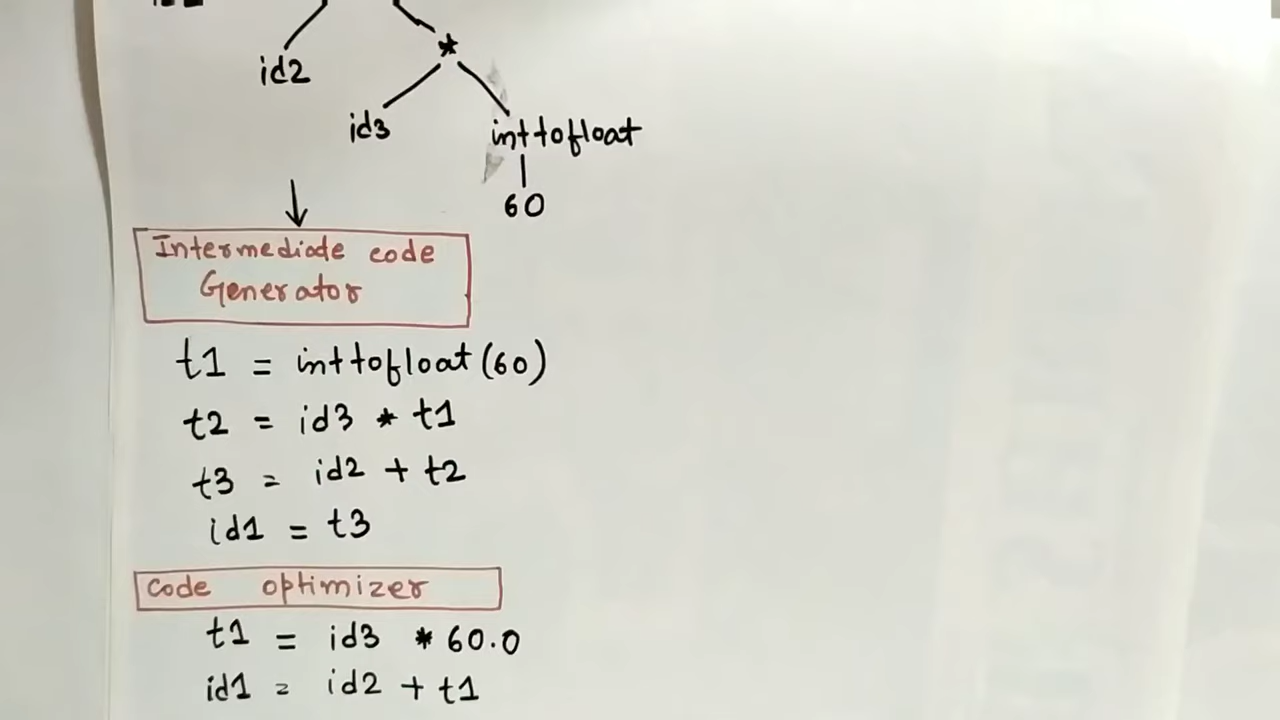 id2
*
id3
inttofloat
60
Intermediate code
Generator
t1 = inttofloat(60)
t2 = id3 * t1
t3 = id2 + t2
id1 = t3
Code optimizer
t1 = id3 * 60.0
id1 = id2 + t1